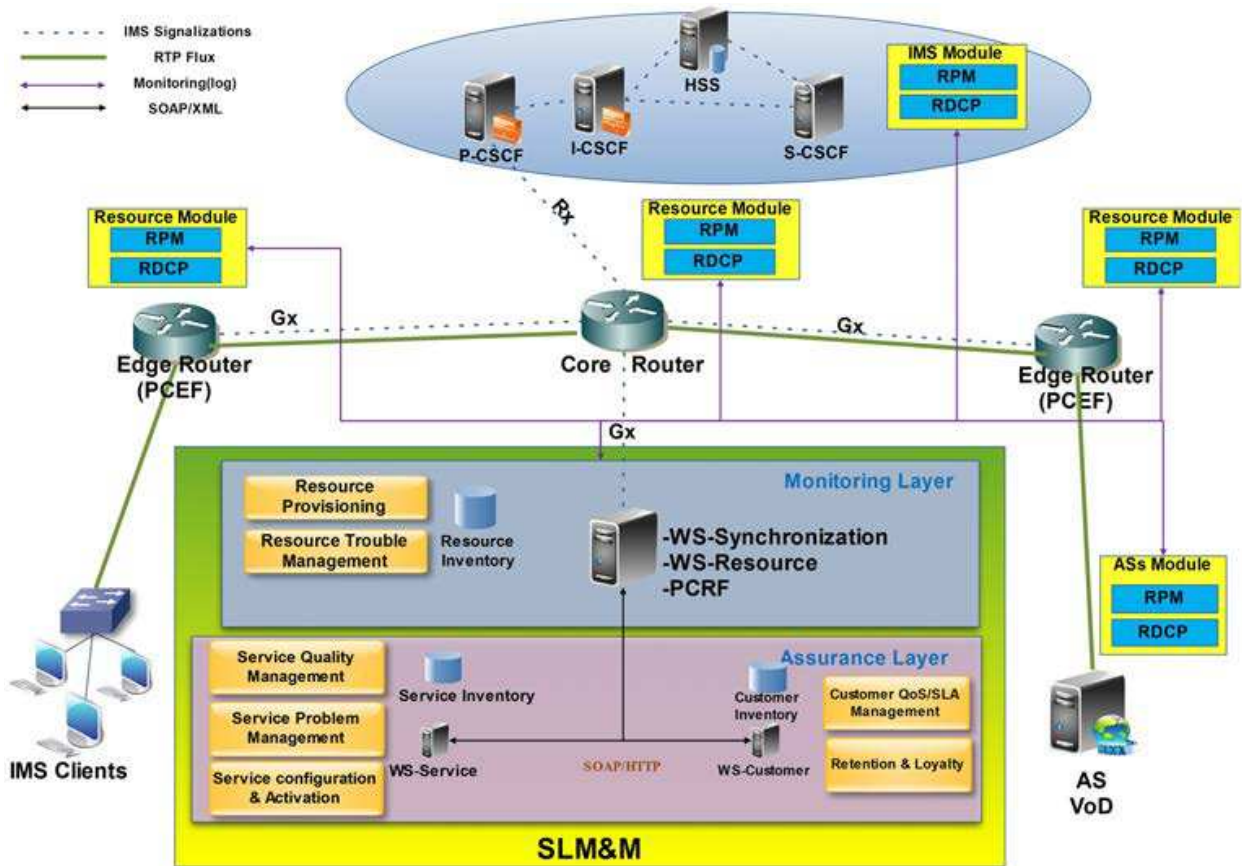 IMS Signalizations
RTP Flux
Monitoring(log)
SOAP/XML
HSS
P-CSCF
I-CSCF
S-CSCF
IMS Module
RPM
RDCP
Rx
Resource Module
RPM
RDCP
Resource Module
RPM
RDCP
Resource Module
RPM
RDCP
Gx
Gx
Edge Router
(PCEF)
Core Router
Edge Router
(PCEF)
Gx
Monitoring Layer
Resource
Provisioning
Resource Trouble
Management
Resource
Inventory
-WS-Synchronization
-WS-Resource
-PCRF
ASs Module
RPM
RDCP
Assurance Layer
Service Quality
Management
Service Problem
Management
Service configuration
& Activation
Service Inventory
WS-Service
SOAP/HTTP
Customer
Inventory
WS-Customer
Customer QoS/SLA
Management
Retention & Loyalty
IMS Clients
AS
VoD
SLM&M